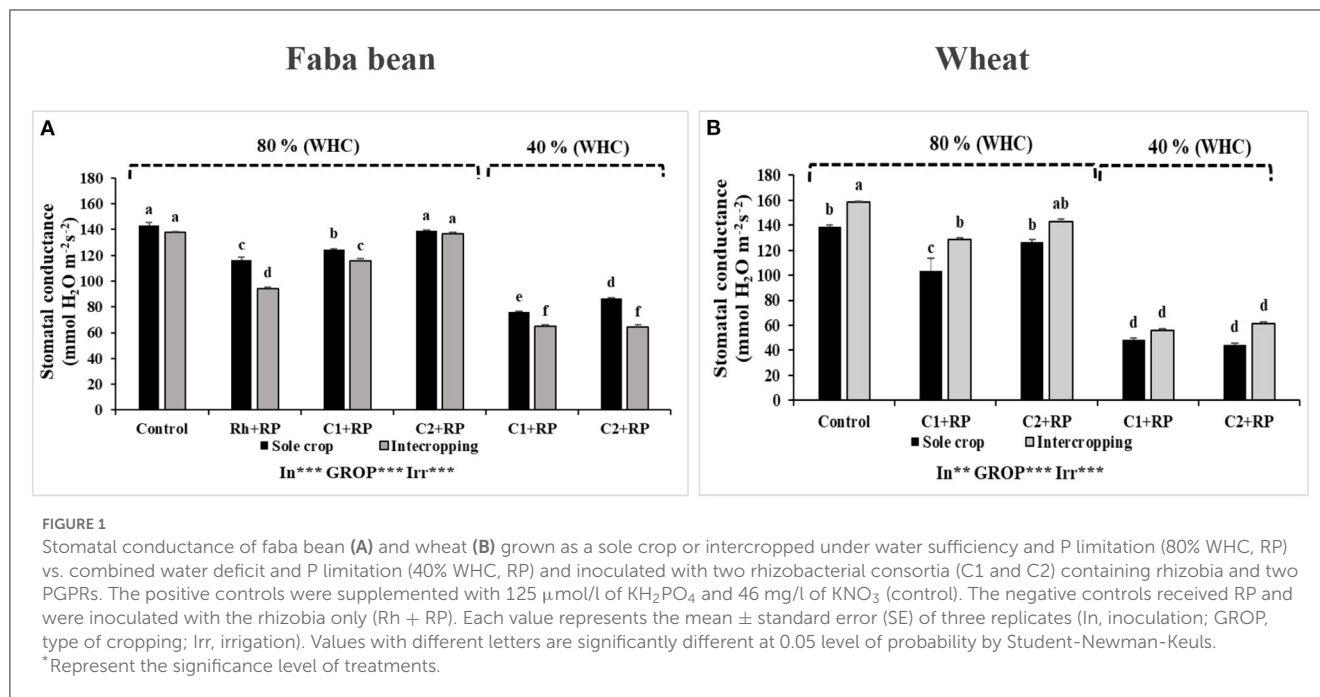 Faba bean
Wheat
A
80 % (WHC)
40 % (WHC)
Stomatal conductance
(mmol H₂O m⁻²s⁻²)
180
160
140
120
100
80
60
40
20
0
a a
c d
b c
a a
e f
d f
Control Rh+RP C1+RP C2+RP C1+RP C2+RP
Sole crop Intecropping
In*** GROP*** Irr***
B
80 % (WHC)
40 % (WHC)
Stomatal conductance
(mmol H₂O m⁻²s⁻²)
180
160
140
120
100
80
60
40
20
0
b a
c b
b ab
d d
d d
Control C1+RP C2+RP C1+RP C2+RP
Sole crop Intercropping
In** GROP*** Irr***
FIGURE 1
Stomatal conductance of faba bean (A) and wheat (B) grown as a sole crop or intercropped under water sufficiency and P limitation (80% WHC, RP)
vs. combined water deficit and P limitation (40% WHC, RP) and inoculated with two rhizobacterial consortia (C1 and C2) containing rhizobia and two
PGPRs. The positive controls were supplemented with 125 μmol/l of KH₂PO₄ and 46 mg/l of KNO₃ (control). The negative controls received RP and
were inoculated with the rhizobia only (Rh + RP). Each value represents the mean ± standard error (SE) of three replicates (In, inoculation; GROP,
type of cropping; Irr, irrigation). Values with different letters are significantly different at 0.05 level of probability by Student-Newman-Keuls.
*Represent the significance level of treatments.